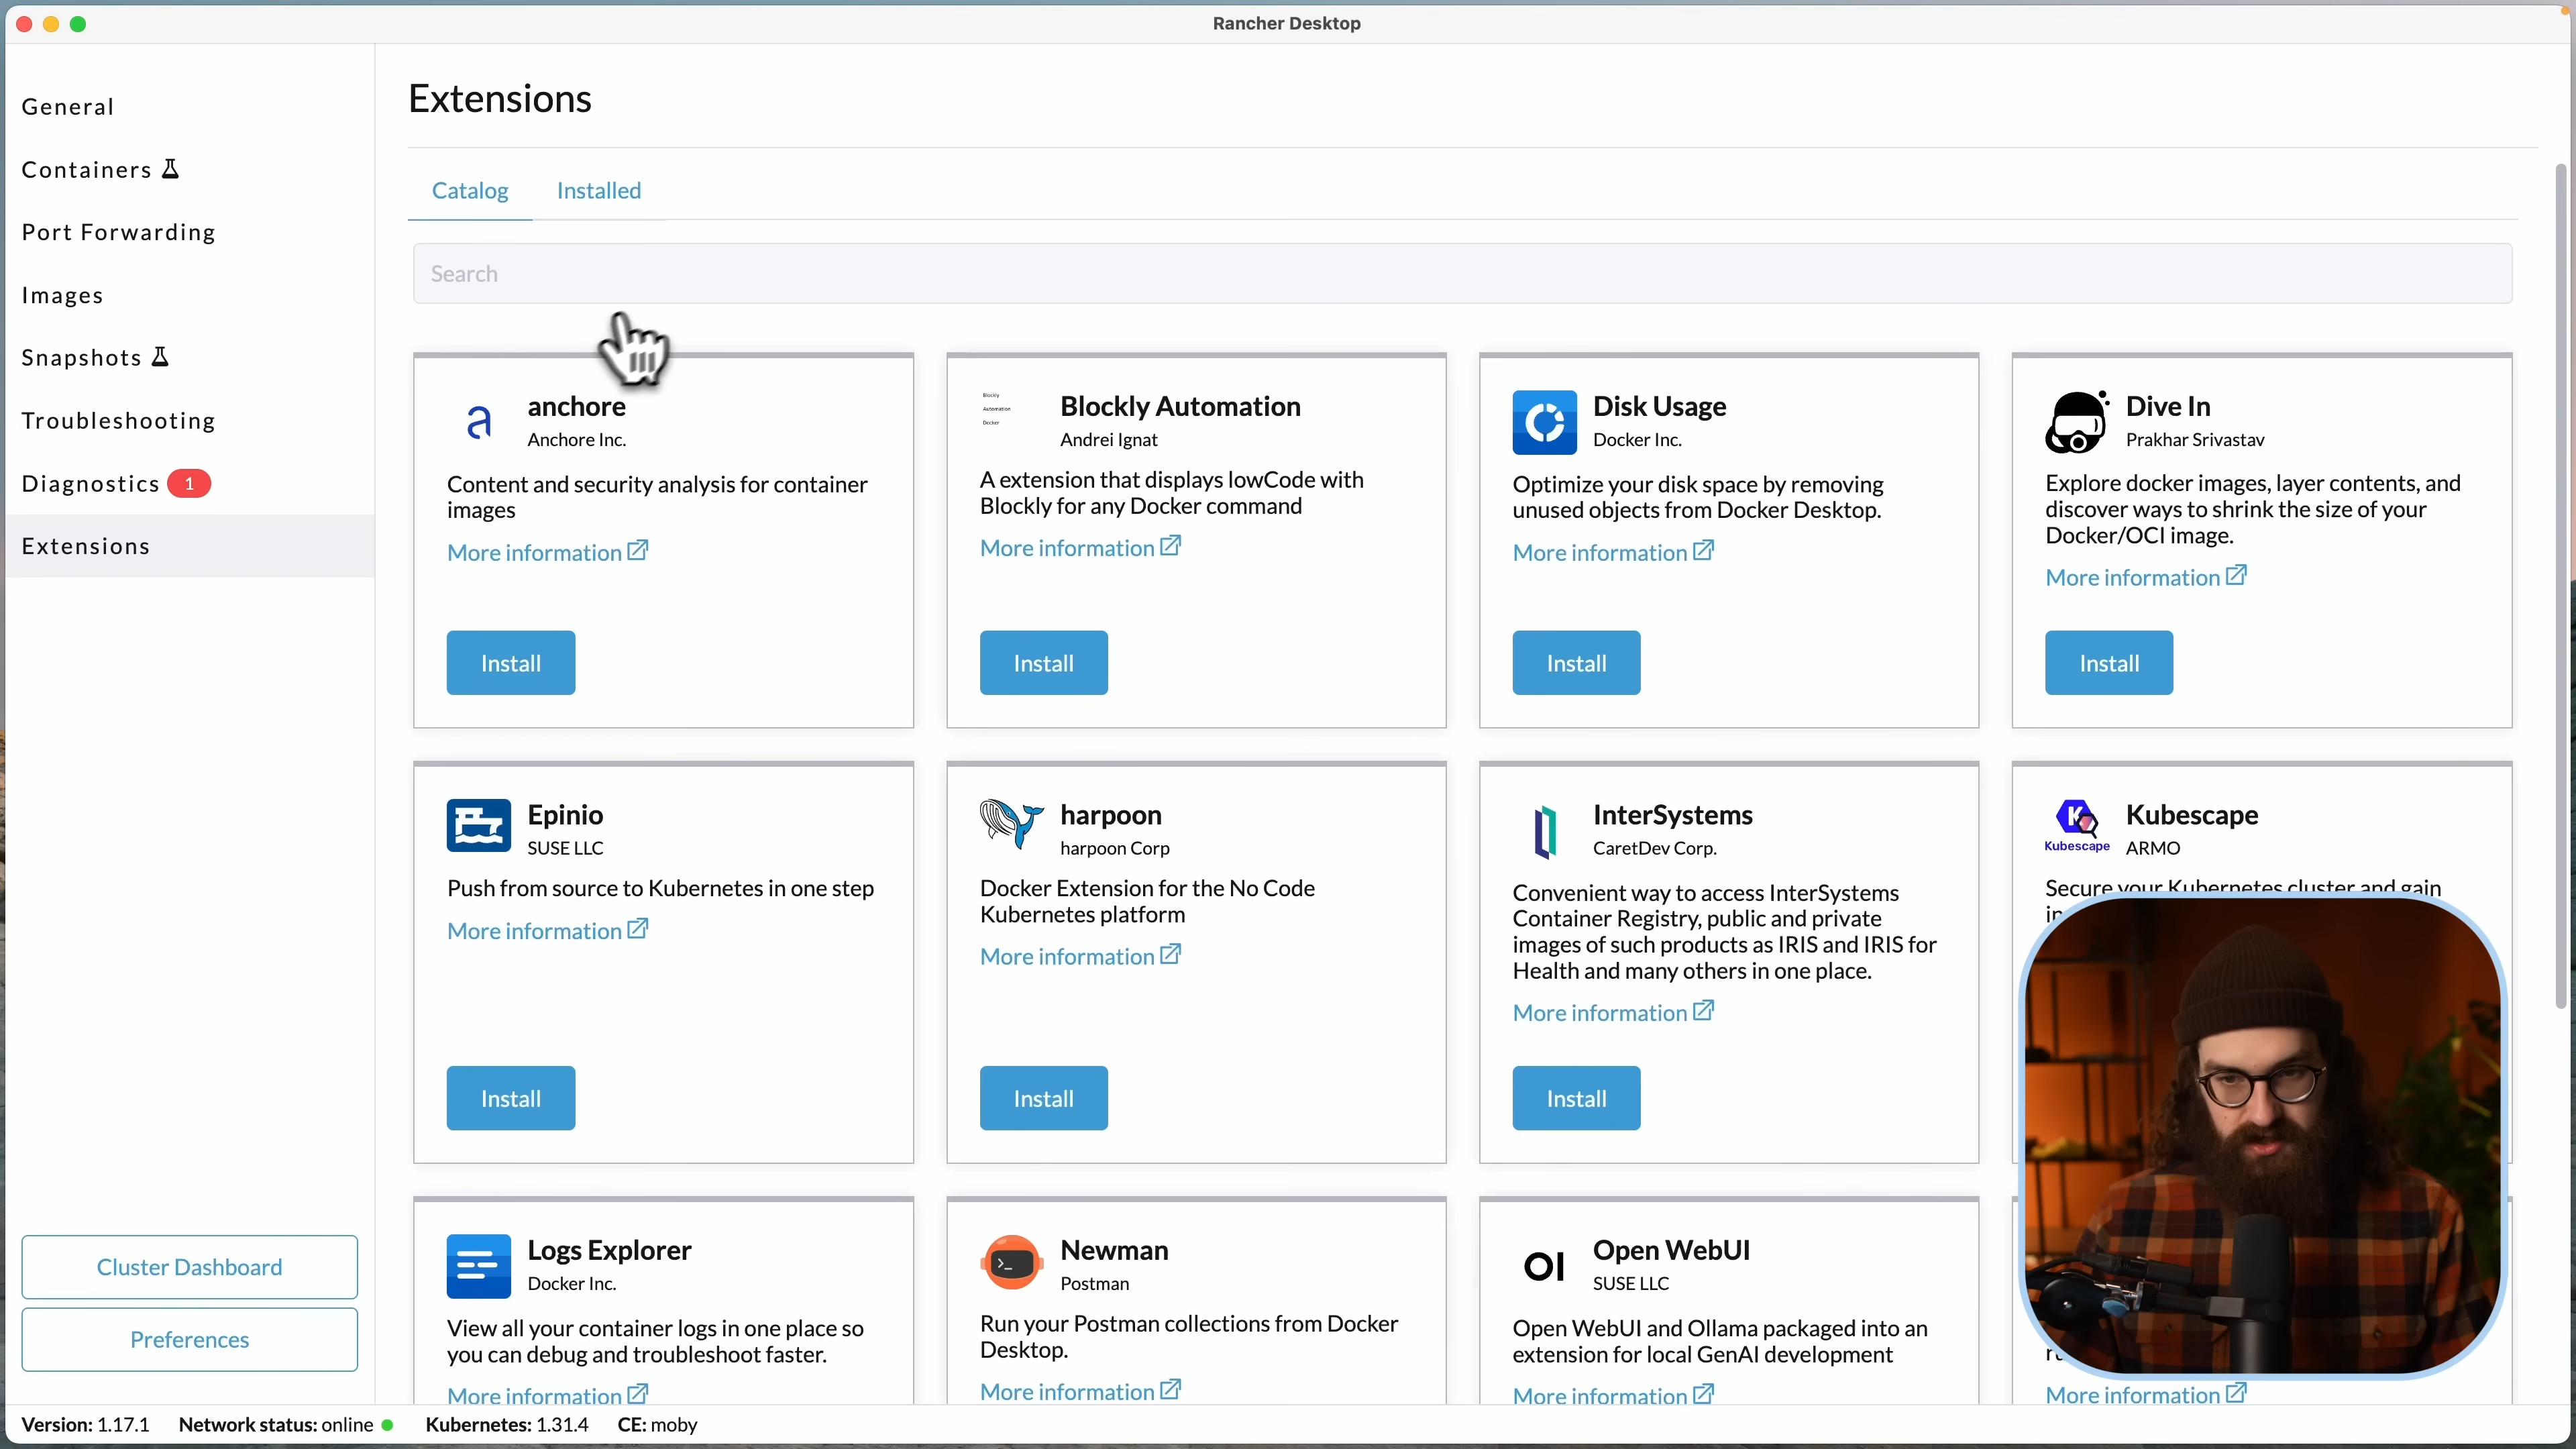 Rancher Desktop
General
Containers
Port Forwarding
Images
Snapshots
Troubleshooting
Diagnostics 1
Extensions
Cluster Dashboard
Preferences
Extensions
Catalog Installed
Search
a
anchore
Anchore Inc.
Content and security analysis for container
images
More information
Install
Blockly
Automation
Docker
Blockly Automation
Andrei Ignat
A extension that displays lowCode with
Blockly for any Docker command
More information
Install
Disk Usage
Docker Inc.
Optimize your disk space by removing
unused objects from Docker Desktop.
More information
Install
Dive In
Prakhar Srivastav
Explore docker images, layer contents, and
discover ways to shrink the size of your
Docker/OCI image.
More information
Install
Epinio
SUSE LLC
Push from source to Kubernetes in one step
More information
Install
harpoon
harpoon Corp
Docker Extension for the No Code
Kubernetes platform
More information
Install
InterSystems
CaretDev Corp.
Convenient way to access InterSystems
Container Registry, public and private
images of such products as IRIS and IRIS for
Health and many others in one place.
More information
Install
K
Kubescape
Kubescape
ARMO
Secure your Kubernetes cluster and gain
Logs Explorer
Docker Inc.
View all your container logs in one place so
you can debug and troubleshoot faster.
More information
>_
Newman
Postman
Run your Postman collections from Docker
Desktop.
More information
OI
Open WebUI
SUSE LLC
Open WebUI and Ollama packaged into an
extension for local GenAI development
More information
More information
Version: 1.17.1 Network status: online Kubernetes: 1.31.4 CE: moby